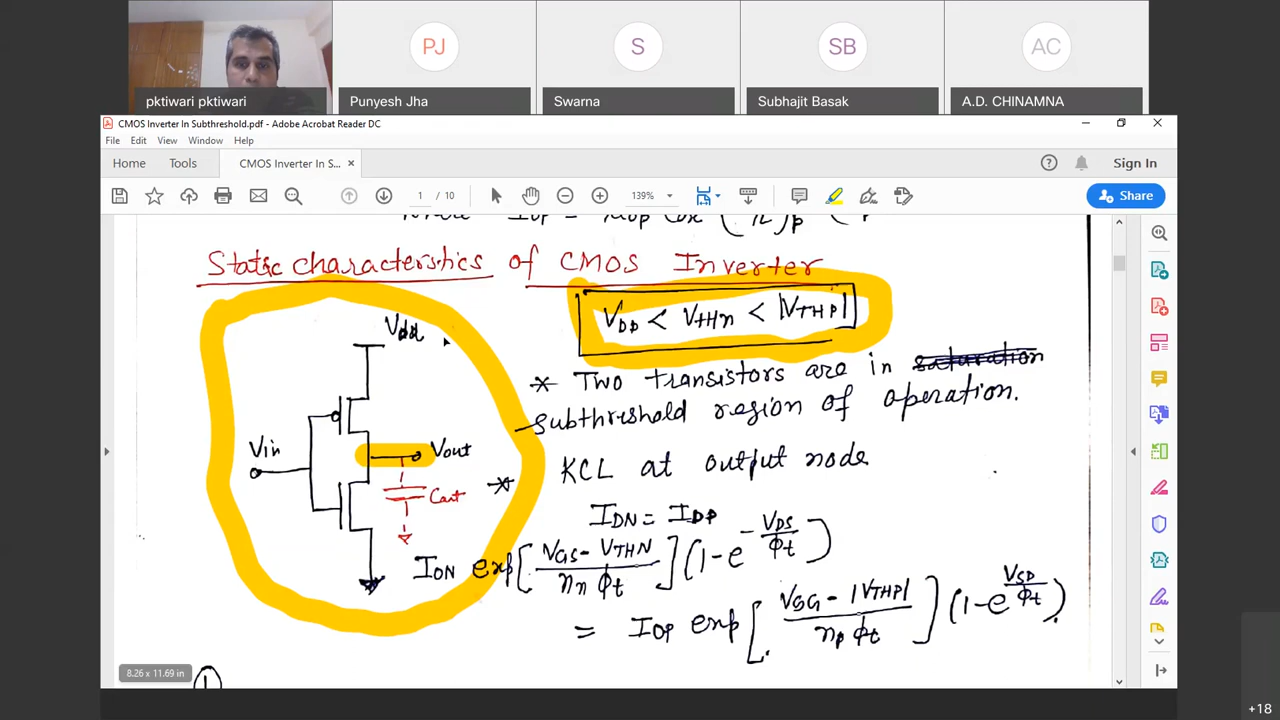 PJ
S
SB
AC
pktiwari pktiwari
Punyesh Jha
Swarna
Subhajit Basak
A.D. CHINAMNA
CMOS Inverter In Subthreshold.pdf - Adobe Acrobat Reader DC
File Edit View Window Help
Home Tools CMOS Inverter In S... × Sign In
1 / 10 139% Share
Static characterstics of CMOS Inverter
VDD < VTHn < |VTHP|
Vdd
* Two transistors are in saturation
subthreshold region of operation.
Vin
Vout
* KCL at output node
Cout
IDN = IDP
ION exp[(VGS - VTHN)/(nn ϕt)] (1 - e^(-VDS/ϕt))
= IOP exp[(VSG - |VTHP|)/(np ϕt)] (1 - e^(VSD/ϕt)).
8.26 x 11.69 in
1
+18